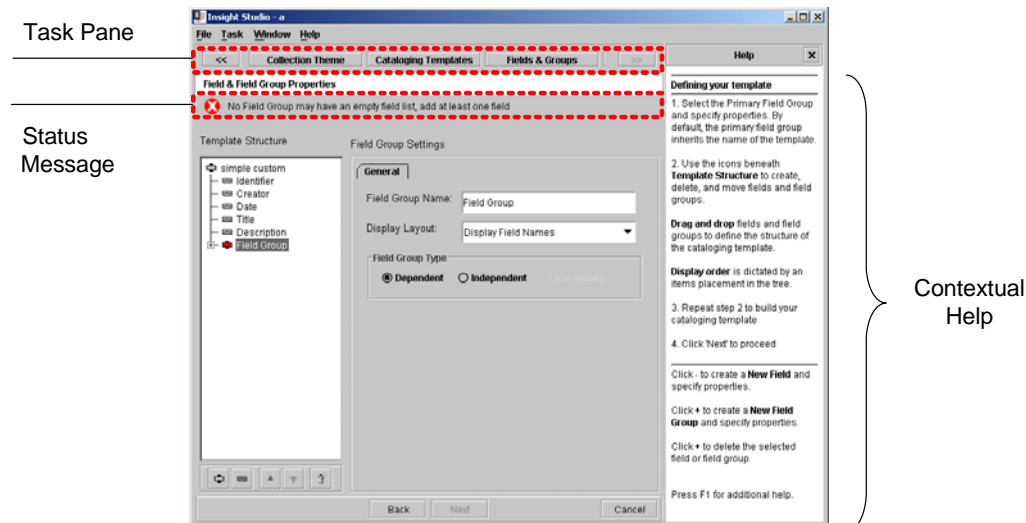 Task Pane
Status
Message
Insight Studio - a
File Task Window Help
<< Collection Theme Cataloging Templates Fields & Groups >>
Field & Field Group Properties
No Field Group may have an empty field list, add at least one field
Template Structure
simple custom
Identifier
Creator
Date
Title
Description
Field Group
Field Group Settings
General
Field Group Name: Field Group
Display Layout: Display Field Names
Field Group Type
Dependent Independent Vocabulary
Back Next Cancel
Help
Defining your template
1. Select the Primary Field Group
and specify properties. By
default, the primary field group
inherits the name of the template.
2. Use the icons beneath
Template Structure to create,
delete, and move fields and field
groups.
Drag and drop fields and field
groups to define the structure of
the cataloging template.
Display order is dictated by an
items placement in the tree.
3. Repeat step 2 to build your
cataloging template
4. Click 'Next' to proceed
Click - to create a New Field and
specify properties.
Click + to create a New Field
Group and specify properties.
Click + to delete the selected
field or field group.
Press F1 for additional help.
Contextual
Help